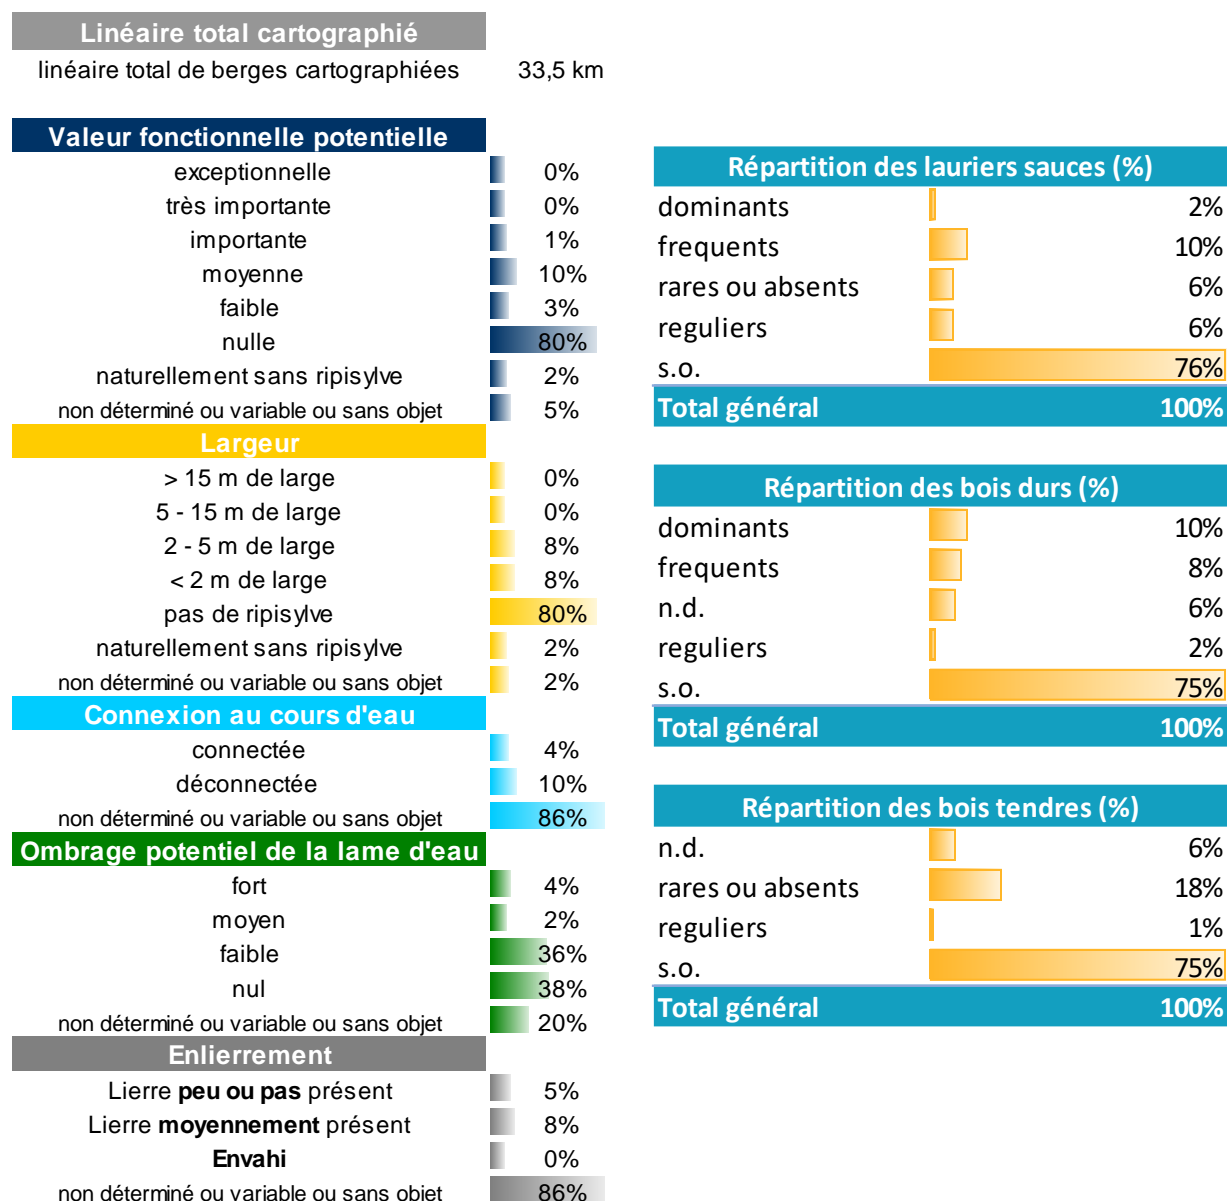 Linéaire total cartographié
linéaire total de berges cartographiées 33,5 km
Valeur fonctionnelle potentielle
exceptionnelle 0%
très importante 0%
importante 1%
moyenne 10%
faible 3%
nulle 80%
naturellement sans ripisylve 2%
non déterminé ou variable ou sans objet 5%
Largeur
> 15 m de large 0%
5 - 15 m de large 0%
2 - 5 m de large 8%
< 2 m de large 8%
pas de ripisylve 80%
naturellement sans ripisylve 2%
non déterminé ou variable ou sans objet 2%
Connexion au cours d'eau
connectée 4%
déconnectée 10%
non déterminé ou variable ou sans objet 86%
Ombrage potentiel de la lame d'eau
fort 4%
moyen 2%
faible 36%
nul 38%
non déterminé ou variable ou sans objet 20%
Enlierrement
Lierre peu ou pas présent 5%
Lierre moyennement présent 8%
Envahi 0%
non déterminé ou variable ou sans objet 86%
Répartition des lauriers sauces (%)
dominants 2%
frequents 10%
rares ou absents 6%
reguliers 6%
s.o. 76%
Total général 100%
Répartition des bois durs (%)
dominants 10%
frequents 8%
n.d. 6%
reguliers 2%
s.o. 75%
Total général 100%
Répartition des bois tendres (%)
n.d. 6%
rares ou absents 18%
reguliers 1%
s.o. 75%
Total général 100%